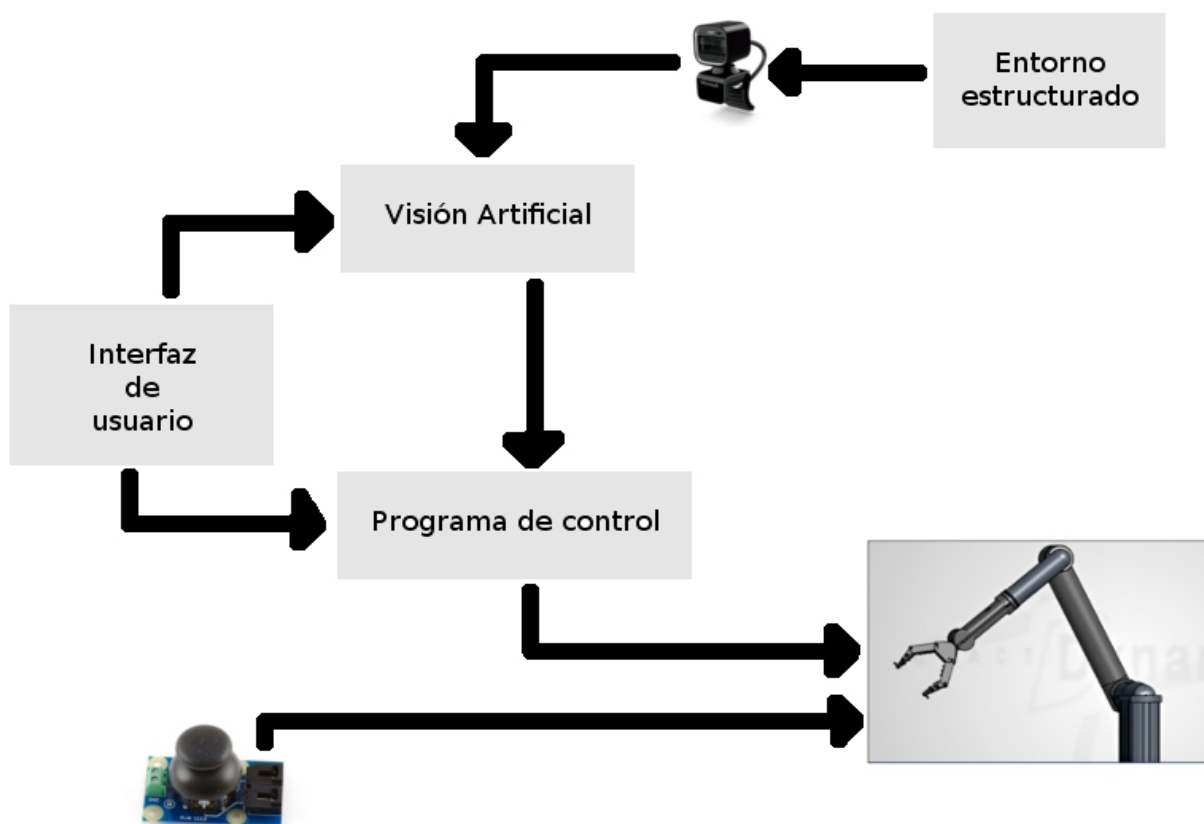 Entorno
estructurado
Visión Artificial
Interfaz
de
usuario
Programa de control